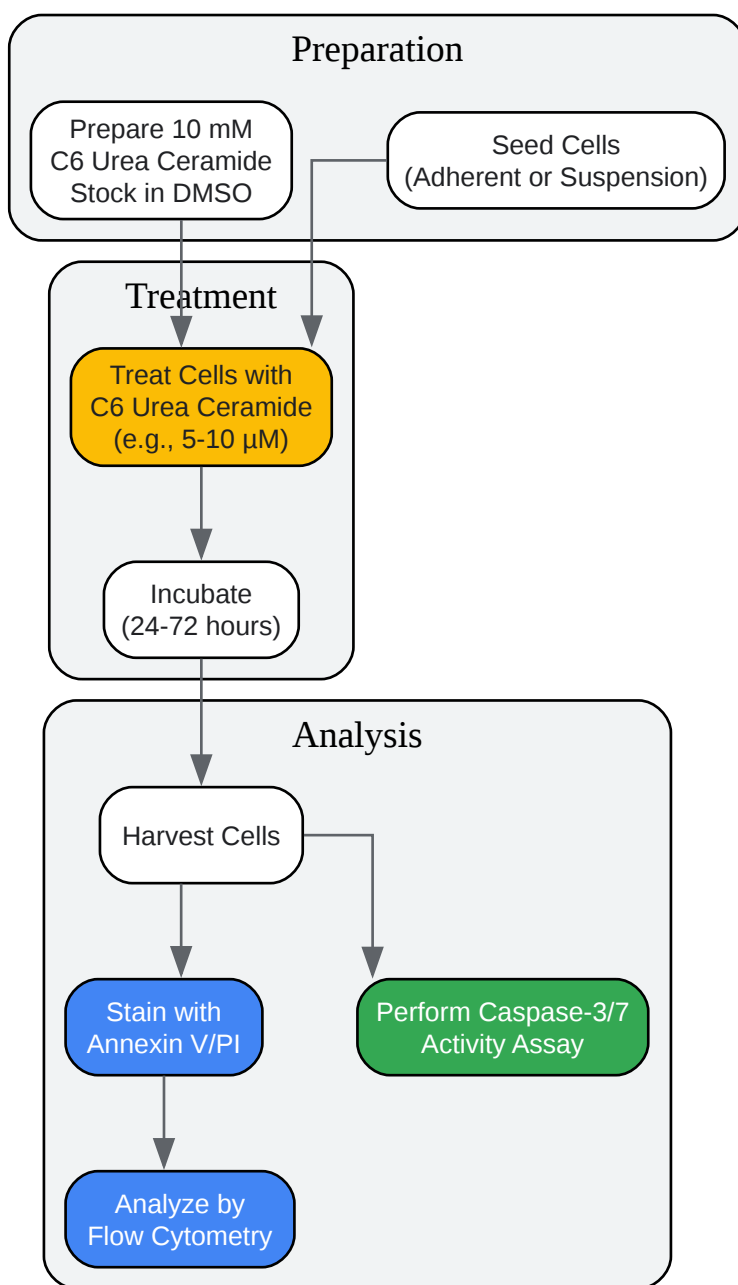 Preparation
Prepare 10 mM
C6 Urea Ceramide
Stock in DMSO
Seed Cells
(Adherent or Suspension)
Treatment
Treat Cells with
C6 Urea Ceramide
(e.g., 5-10 µM)
Incubate
(24-72 hours)
Analysis
Harvest Cells
Stain with
Annexin V/PI
Perform Caspase-3/7
Activity Assay
Analyze by
Flow Cytometry